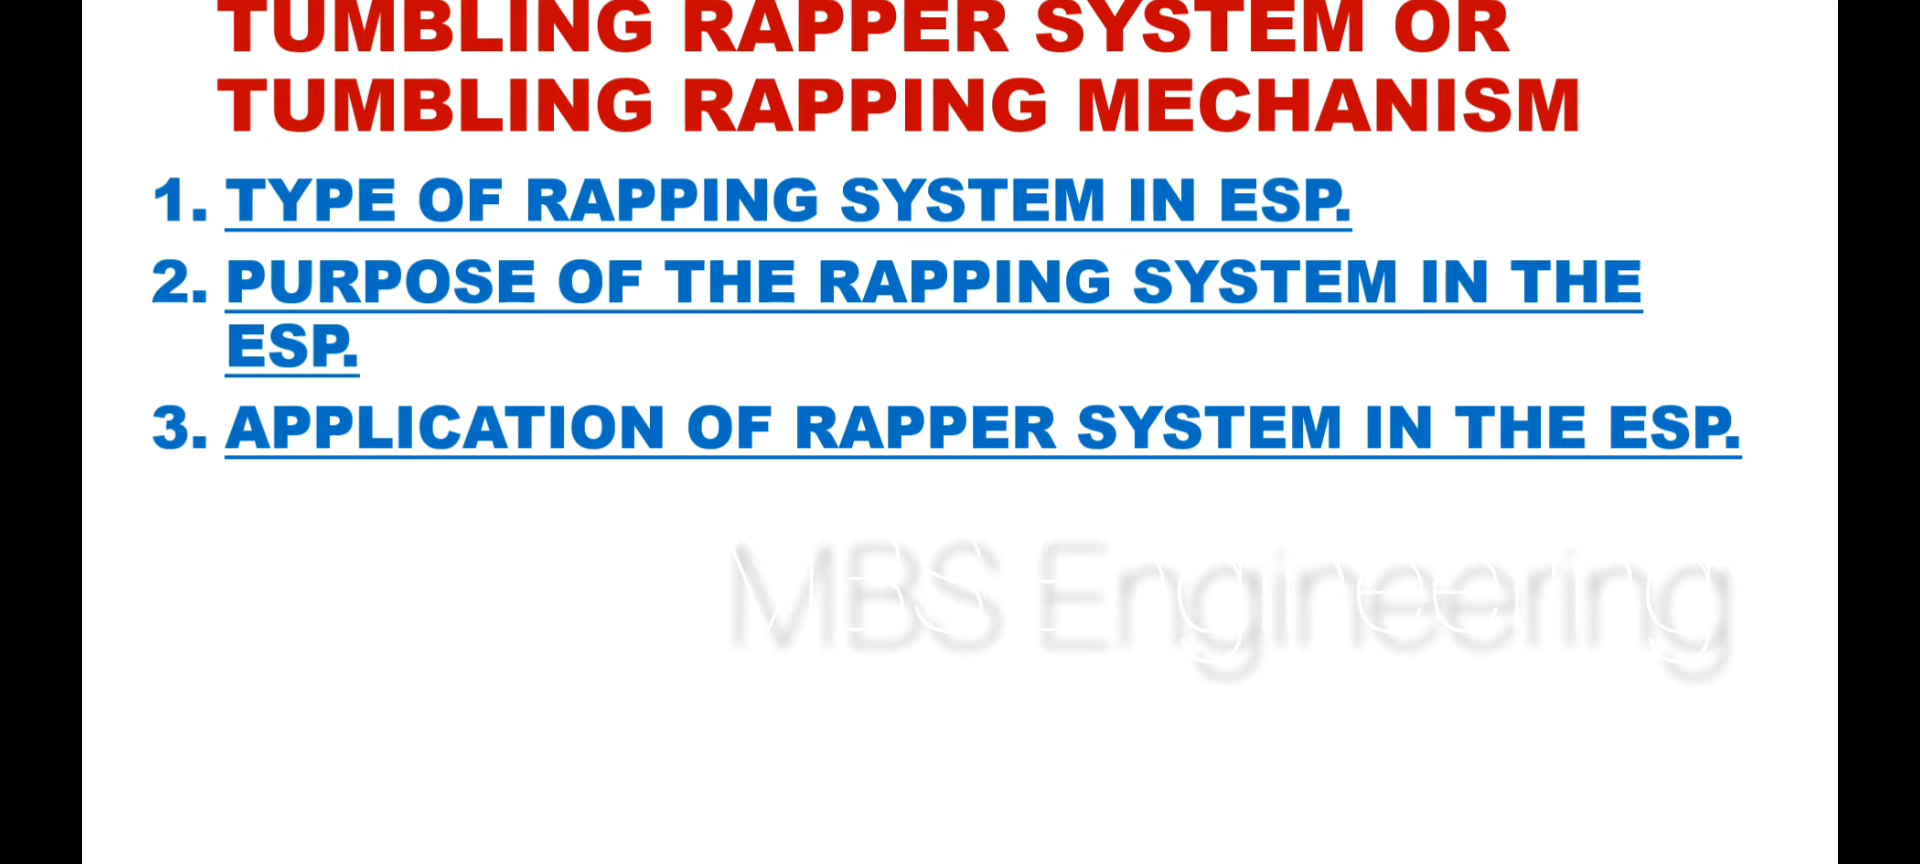 TUMBLING RAPPER SYSTEM OR
TUMBLING RAPPING MECHANISM
1. TYPE OF RAPPING SYSTEM IN ESP.
2. PURPOSE OF THE RAPPING SYSTEM IN THE
ESP.
3. APPLICATION OF RAPPER SYSTEM IN THE ESP.
MBS Engineering